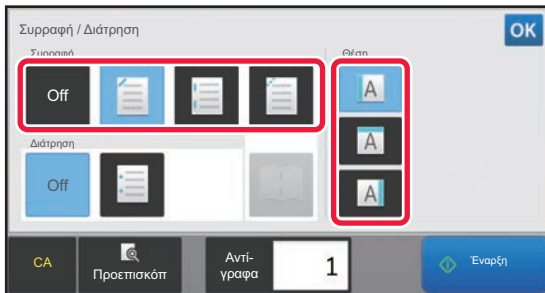 Συρραφή / Διάτρηση
OK
Συρραφή
Θέση
Off
A
A
A
Διάτρηση
Off
CA
Προεπισκόπ
Αντί-
γραφα
1
Έναρξη